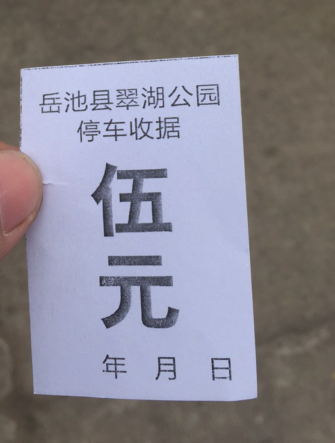 岳池县翠湖公园
停车收据
伍
元
年 月 日